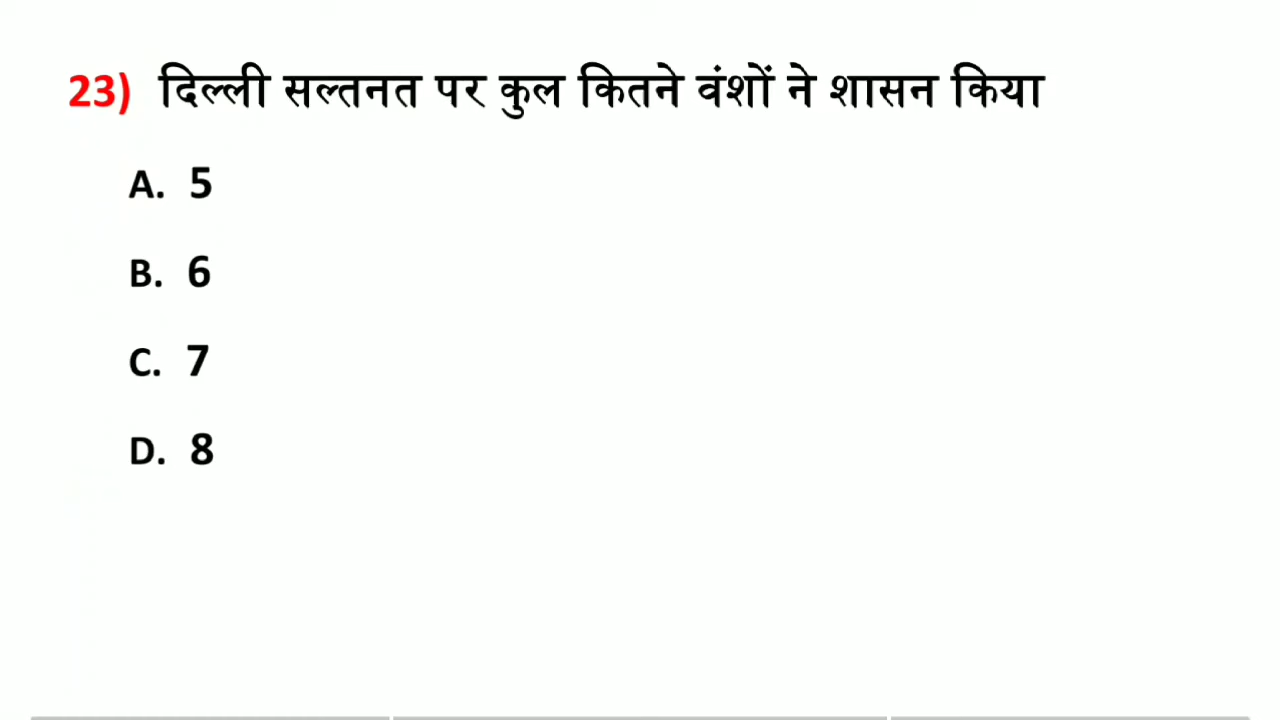 23) दिल्ली सल्तनत पर कुल कितने वंशों ने शासन किया
A. 5
B. 6
C. 7
D. 8